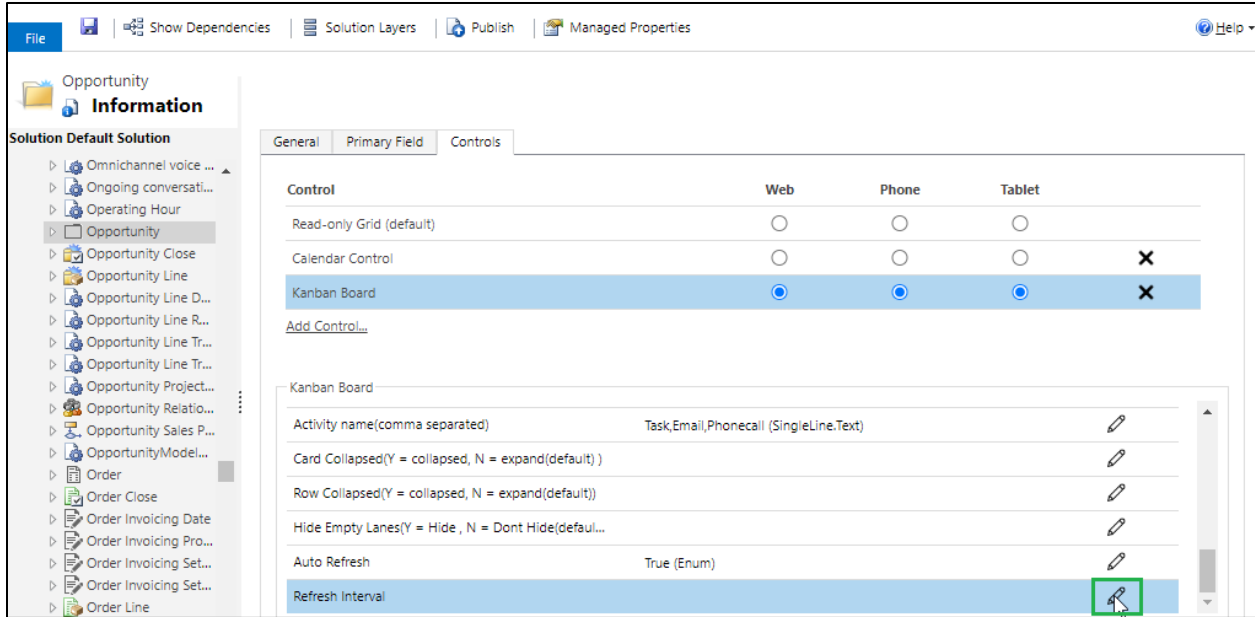 File
Show Dependencies
Solution Layers
Publish
Managed Properties
Help
Opportunity
Information
Solution Default Solution
Omnichannel voice ...
Ongoing conversati...
Operating Hour
Opportunity
Opportunity Close
Opportunity Line
Opportunity Line D...
Opportunity Line R...
Opportunity Line Tr...
Opportunity Line Tr...
Opportunity Project...
Opportunity Relatio...
Opportunity Sales P...
OpportunityModel...
Order
Order Close
Order Invoicing Date
Order Invoicing Pro...
Order Invoicing Set...
Order Invoicing Set...
Order Line
General Primary Field Controls
Control Web Phone Tablet
Read-only Grid (default)
Calendar Control
Kanban Board
Add Control...
Kanban Board
Activity name(comma separated) Task,Email,Phonecall (SingleLine.Text)
Card Collapsed(Y = collapsed, N = expand(default) )
Row Collapsed(Y = collapsed, N = expand(default))
Hide Empty Lanes(Y = Hide , N = Dont Hide(defaul...
Auto Refresh True (Enum)
Refresh Interval